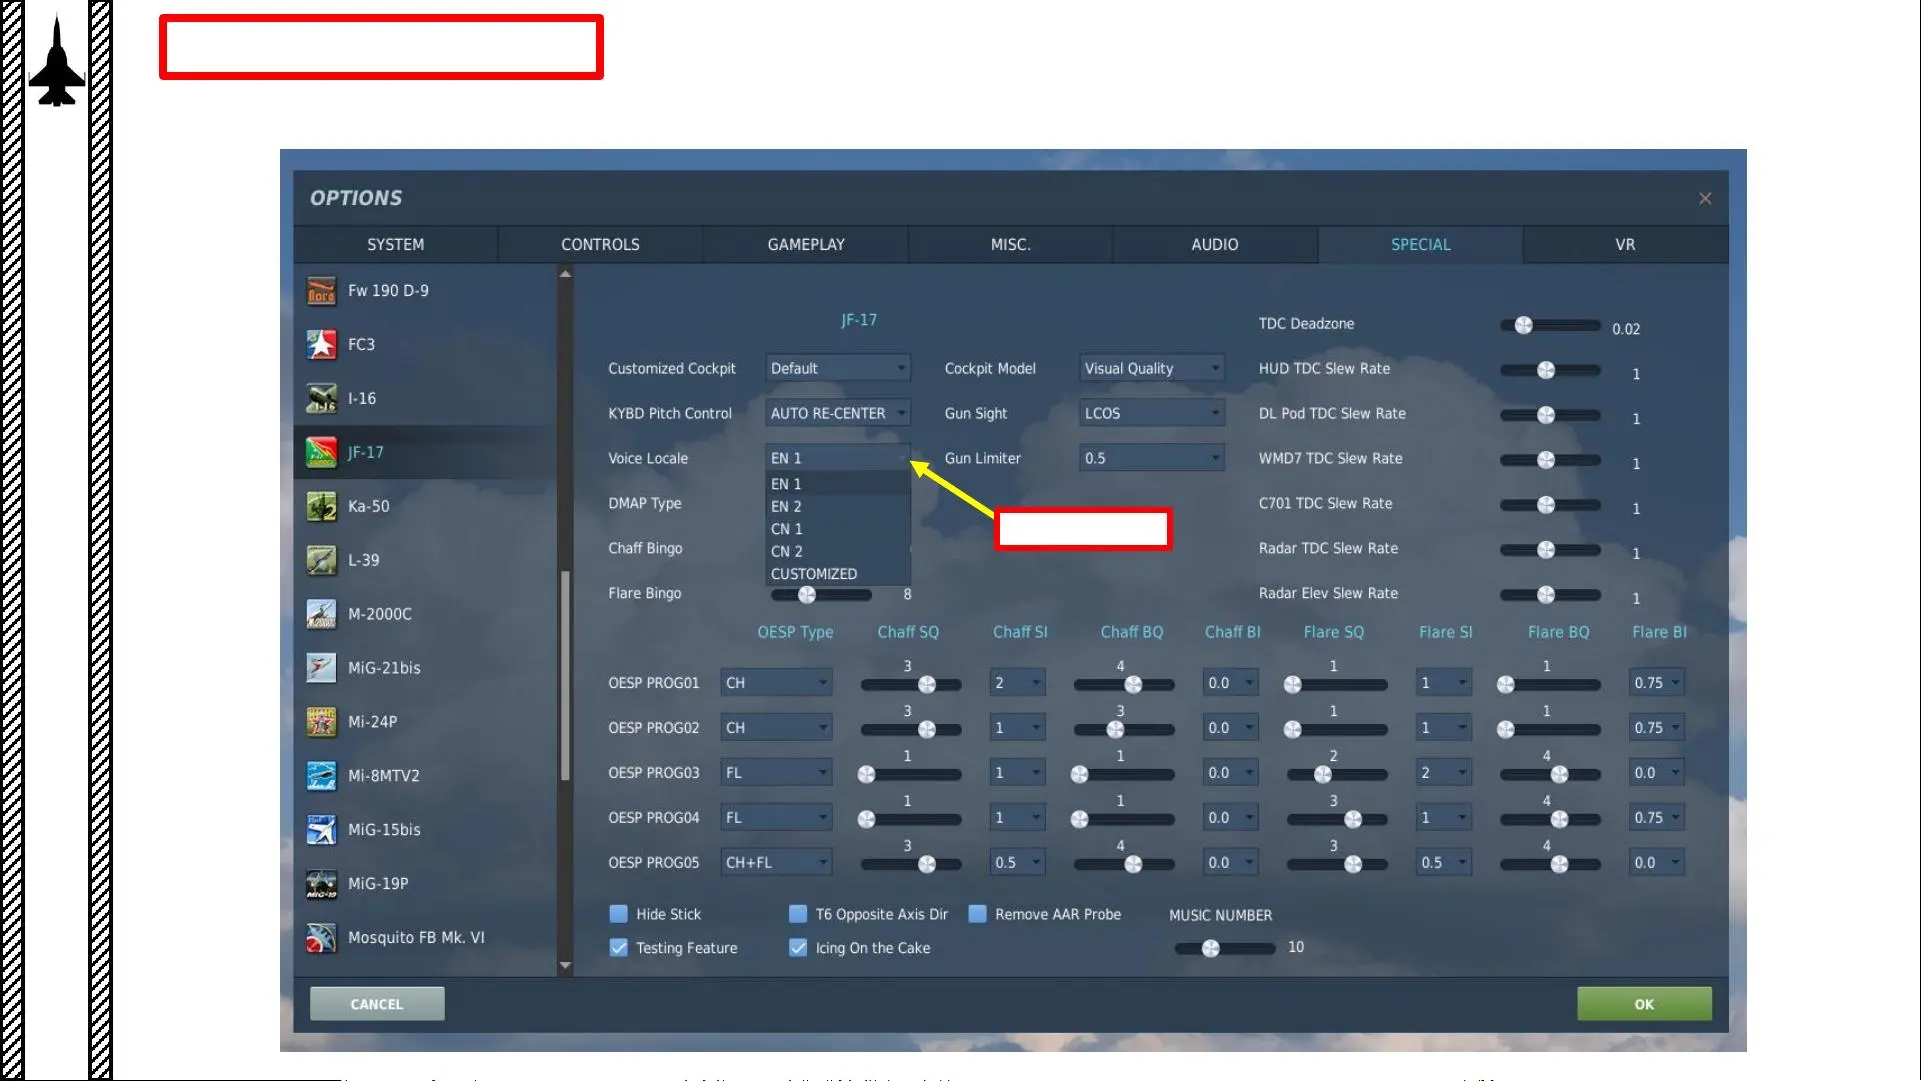 OPTIONS
SYSTEM CONTROLS GAMEPLAY MISC. AUDIO SPECIAL VR
Fw 190 D-9
FC3
I-16
JF-17
Ka-50
L-39
M-2000C
MiG-21bis
Mi-24P
Mi-8MTV2
MiG-15bis
MiG-19P
Mosquito FB Mk. VI
JF-17
Customized Cockpit Default Cockpit Model Visual Quality
KYBD Pitch Control AUTO RE-CENTER Gun Sight LCOS
Voice Locale EN 1 Gun Limiter 0.5
EN 1
EN 2
CN 1
CN 2
CUSTOMIZED
DMAP Type
Chaff Bingo
Flare Bingo 8
TDC Deadzone 0.02
HUD TDC Slew Rate 1
DL Pod TDC Slew Rate 1
WMD7 TDC Slew Rate 1
C701 TDC Slew Rate 1
Radar TDC Slew Rate 1
Radar Elev Slew Rate 1
OESP Type Chaff SQ Chaff SI Chaff BQ Chaff BI Flare SQ Flare SI Flare BQ Flare BI
OESP PROG01 CH 3 2 4 0.0 1 1 1 0.75
OESP PROG02 CH 3 1 3 0.0 1 1 1 0.75
OESP PROG03 FL 1 1 1 0.0 2 2 4 0.0
OESP PROG04 FL 1 1 1 0.0 3 1 4 0.75
OESP PROG05 CH+FL 3 0.5 4 0.0 3 0.5 4 0.0
Hide Stick T6 Opposite Axis Dir Remove AAR Probe MUSIC NUMBER
Testing Feature Icing On the Cake 10
CANCEL OK